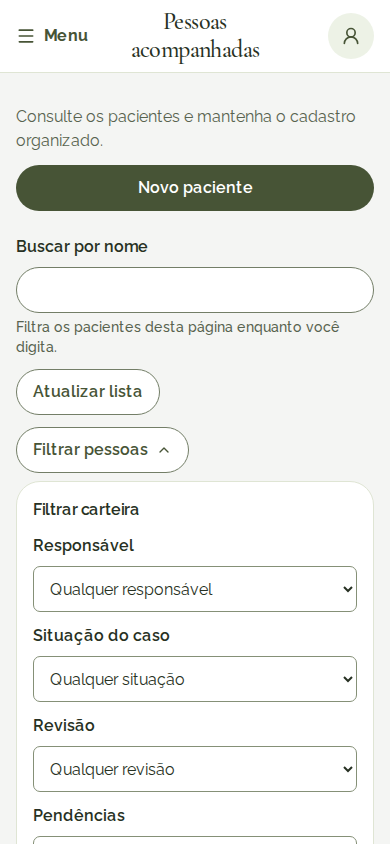 Menu
Pessoas
acompanhadas
Consulte os pacientes e mantenha o cadastro
organizado.
Novo paciente
Buscar por nome
Filtra os pacientes desta página enquanto você
digita.
Atualizar lista
Filtrar pessoas
Filtrar carteira
Responsável
Qualquer responsável
Situação do caso
Qualquer situação
Revisão
Qualquer revisão
Pendências